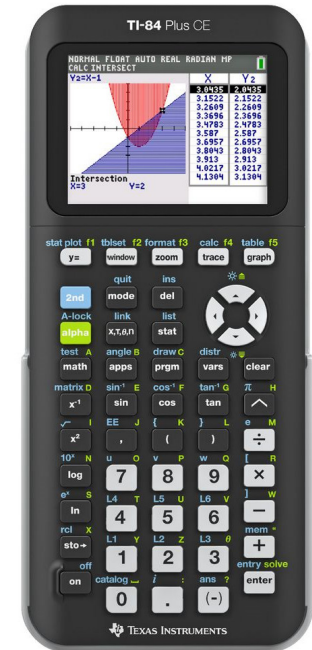 TI-84 Plus CE
NORMAL FLOAT AUTO REAL RADIAN MP
CALC INTERSECT
Y2=X-1
X Y2
3.0435 2.0435
3.1522 2.1522
3.2609 2.2609
3.3696 2.3696
3.4783 2.4783
3.587 2.587
3.6957 2.6957
3.8043 2.8043
3.913 2.913
4.0217 3.0217
4.1304 3.1304
Intersection
X=3 Y=2
stat plot f1 tblset f2 format f3 calc f4 table f5
y= window zoom trace graph
quit ins
2nd mode del
A-lock link list
alpha X,T,θ,n stat
test A angle B draw C distr
math apps prgm vars clear
matrix D sin⁻¹ E cos⁻¹ F tan⁻¹ G π H
x⁻¹ sin cos tan ^
√ I EE J { K } L e M
x² , ( ) ÷
10ˣ N u O v P w Q [ R
log 7 8 9 ×
eˣ S L4 T L5 U L6 V ] W
ln 4 5 6 −
rcl X L1 Y L2 Z L3 θ mem "
sto→ 1 2 3 +
off catalog i : ans ? entry solve
on 0 . (-) enter
TEXAS INSTRUMENTS